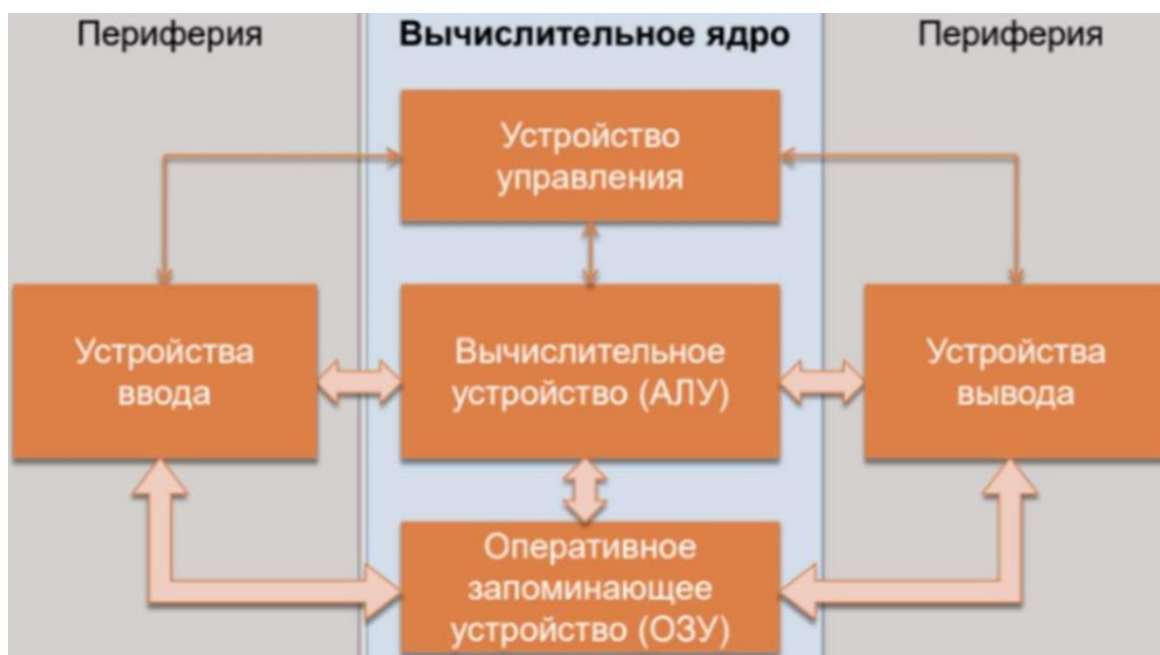 Периферия
Вычислительное ядро
Периферия
Устройство
управления
Устройства
ввода
Вычислительное
устройство (АЛУ)
Устройства
вывода
Оперативное
запоминающее
устройство (ОЗУ)